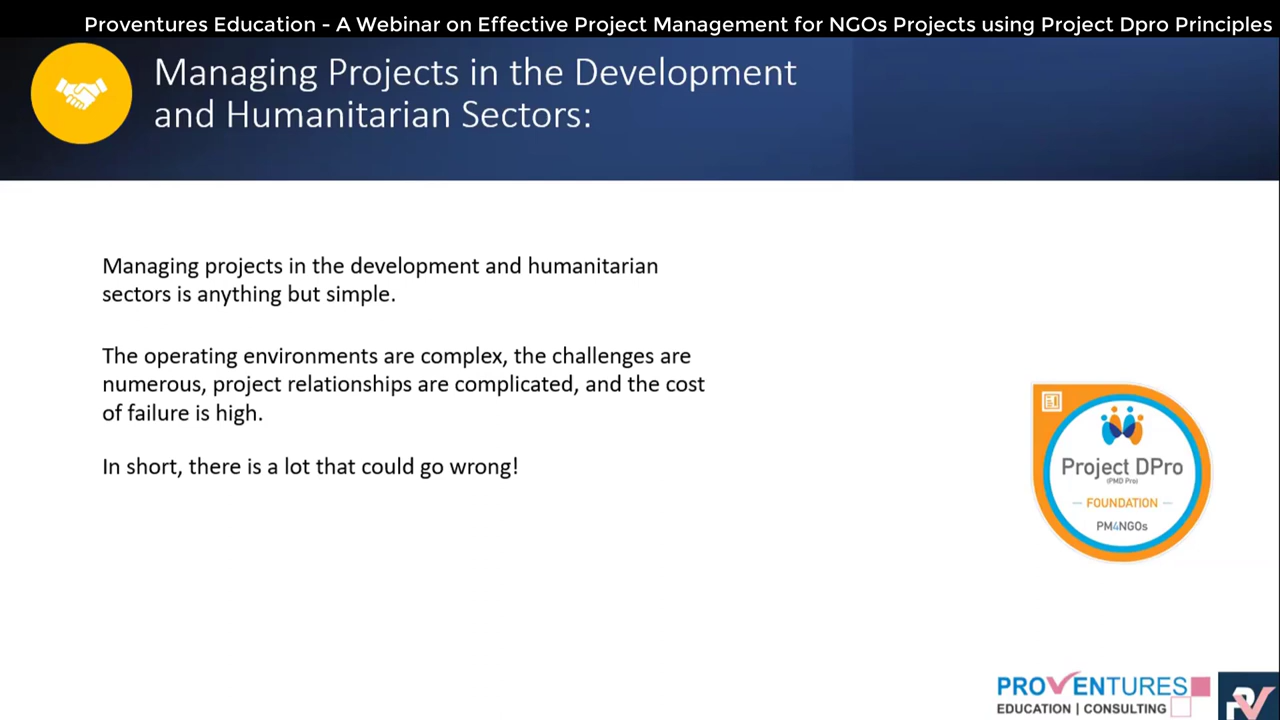 Proventures Education - A Webinar on Effective Project Management for NGOs Projects using Project Dpro Principles
Managing Projects in the Development
and Humanitarian Sectors:
Managing projects in the development and humanitarian
sectors is anything but simple.
The operating environments are complex, the challenges are
numerous, project relationships are complicated, and the cost
of failure is high.
In short, there is a lot that could go wrong!
Project DPro
(PMD Pro)
FOUNDATION
PM4NGOs
PROVENTURES
EDUCATION | CONSULTING
PV